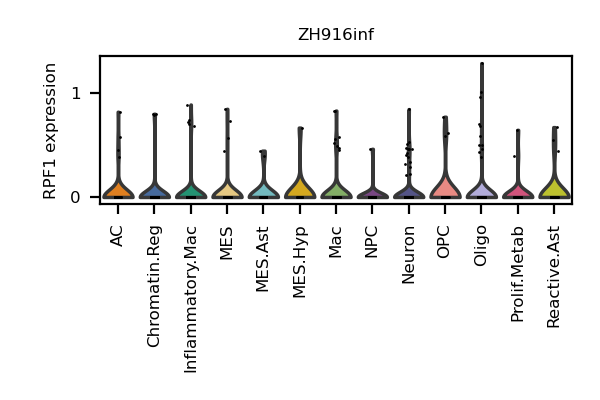 ZH916inf
RPF1 expression
1
0
AC
Chromatin.Reg
Inflammatory.Mac
MES
MES.Ast
MES.Hyp
Mac
NPC
Neuron
OPC
Oligo
Prolif.Metab
Reactive.Ast